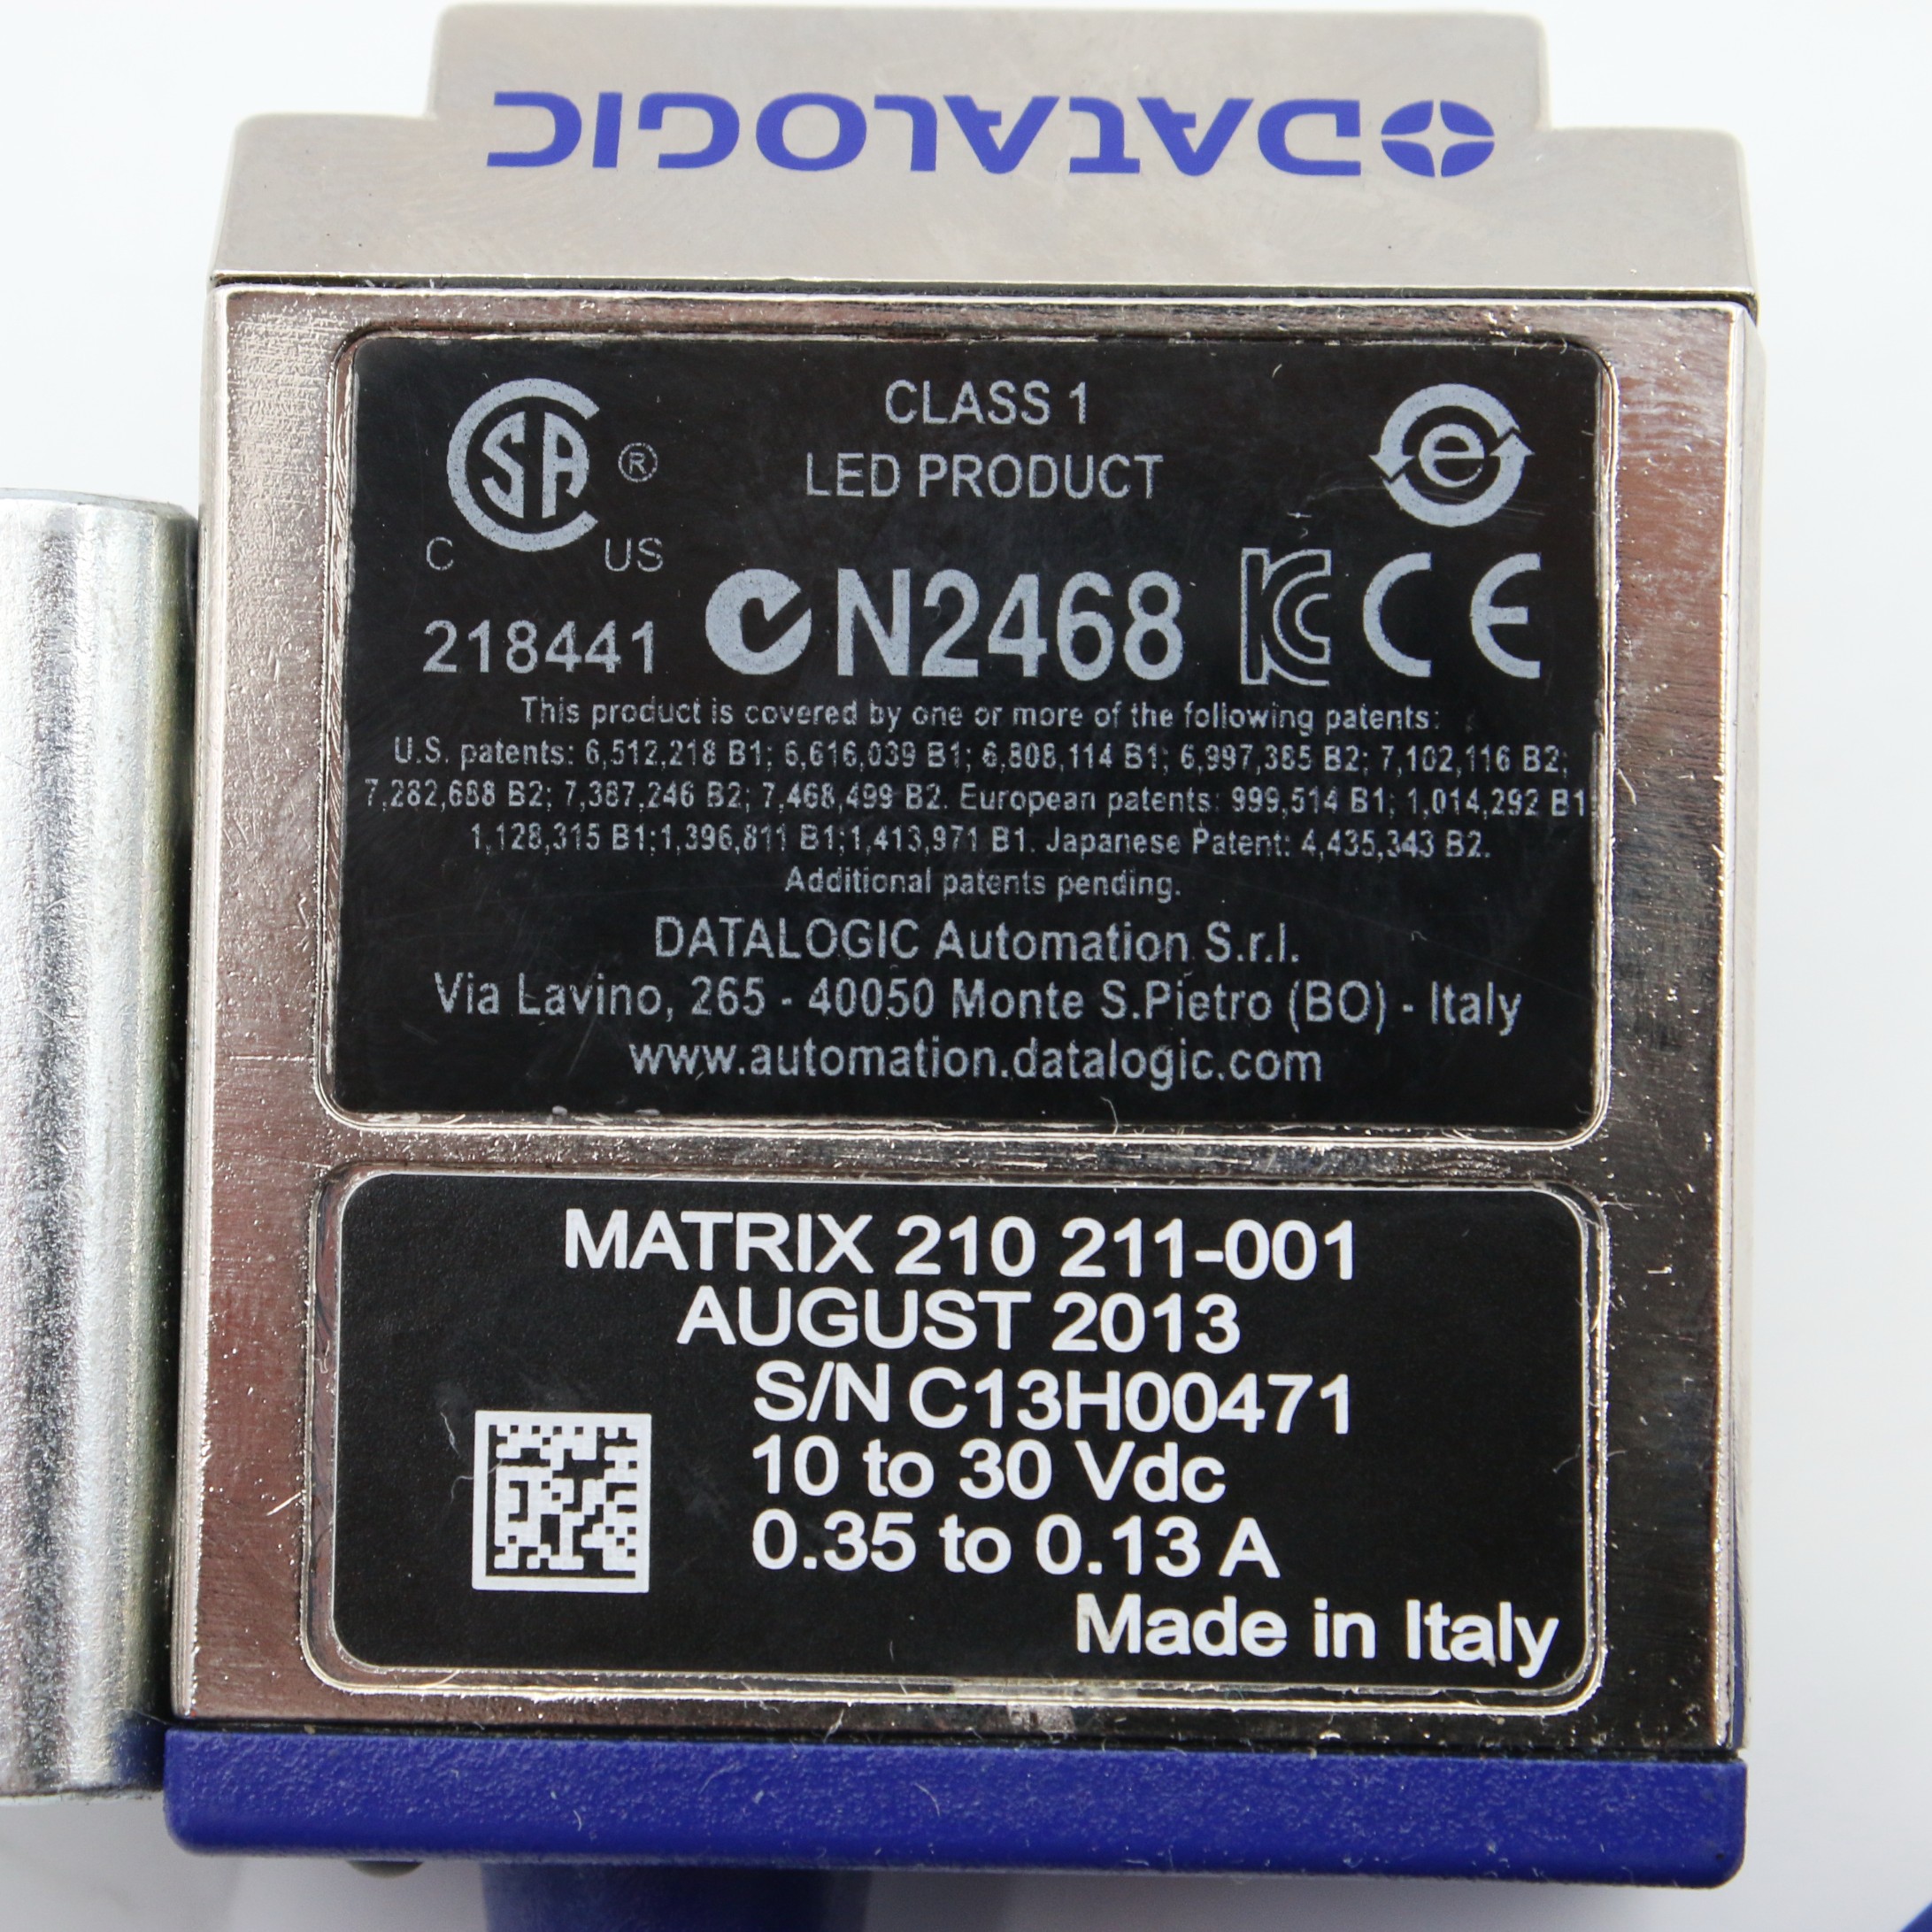 DATALOGIC
CLASS 1
LED PRODUCT
CSA ®
C US
218441
N2468
e
KC
CE
This product is covered by one or more of the following patents:
U.S. patents: 6,512,218 B1; 6,616,039 B1; 6,808,114 B1; 6,997,385 B2; 7,102,116 B2;
7,282,688 B2; 7,387,246 B2; 7,468,499 B2. European patents: 999,514 B1; 1,014,292 B1;
1,128,315 B1;1,396,811 B1;1,413,971 B1. Japanese Patent: 4,435,343 B2.
Additional patents pending.
DATALOGIC Automation S.r.l.
Via Lavino, 265 - 40050 Monte S.Pietro (BO) - Italy
www.automation.datalogic.com
MATRIX 210 211-001
AUGUST 2013
S/N C13H00471
10 to 30 Vdc
0.35 to 0.13 A
Made in Italy